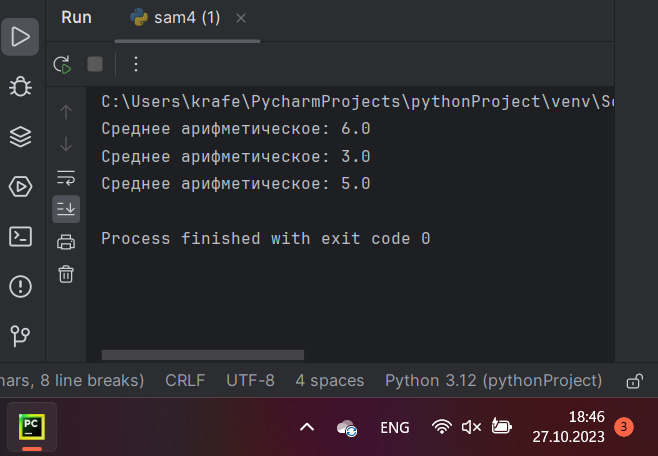 Run
sam4 (1)
C:\Users\krafe\PycharmProjects\pythonProject\venv\Sc
Среднее арифметическое: 6.0
Среднее арифметическое: 3.0
Среднее арифметическое: 5.0
Process finished with exit code 0
hars, 8 line breaks) CRLF UTF-8 4 spaces Python 3.12 (pythonProject)
PC
ENG
18:46
27.10.2023
3